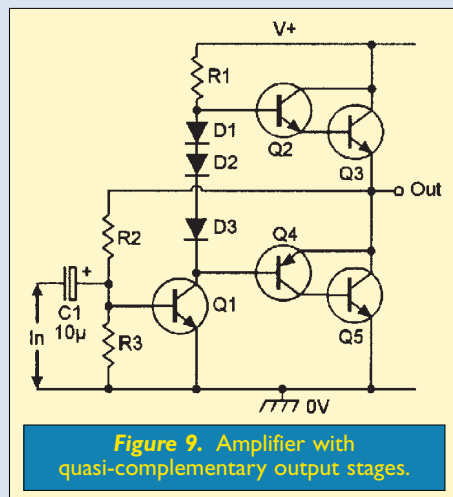 V+
R1
D1
D2
Q2
Q3
Out
D3
Q4
R2
Q1
C1
10µ
+
In
R3
Q5
0V
Figure 9. Amplifier with
quasi-complementary output stages.